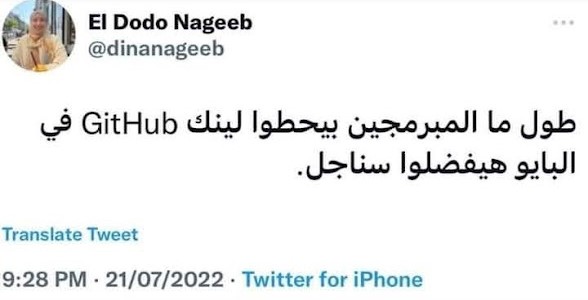 El Dodo Nageeb
@dinanageeb
طول ما المبرمجين بيحطوا لينك GitHub في
البايو هيفضلوا سناجل.
Translate Tweet
9:28 PM · 21/07/2022 · Twitter for iPhone